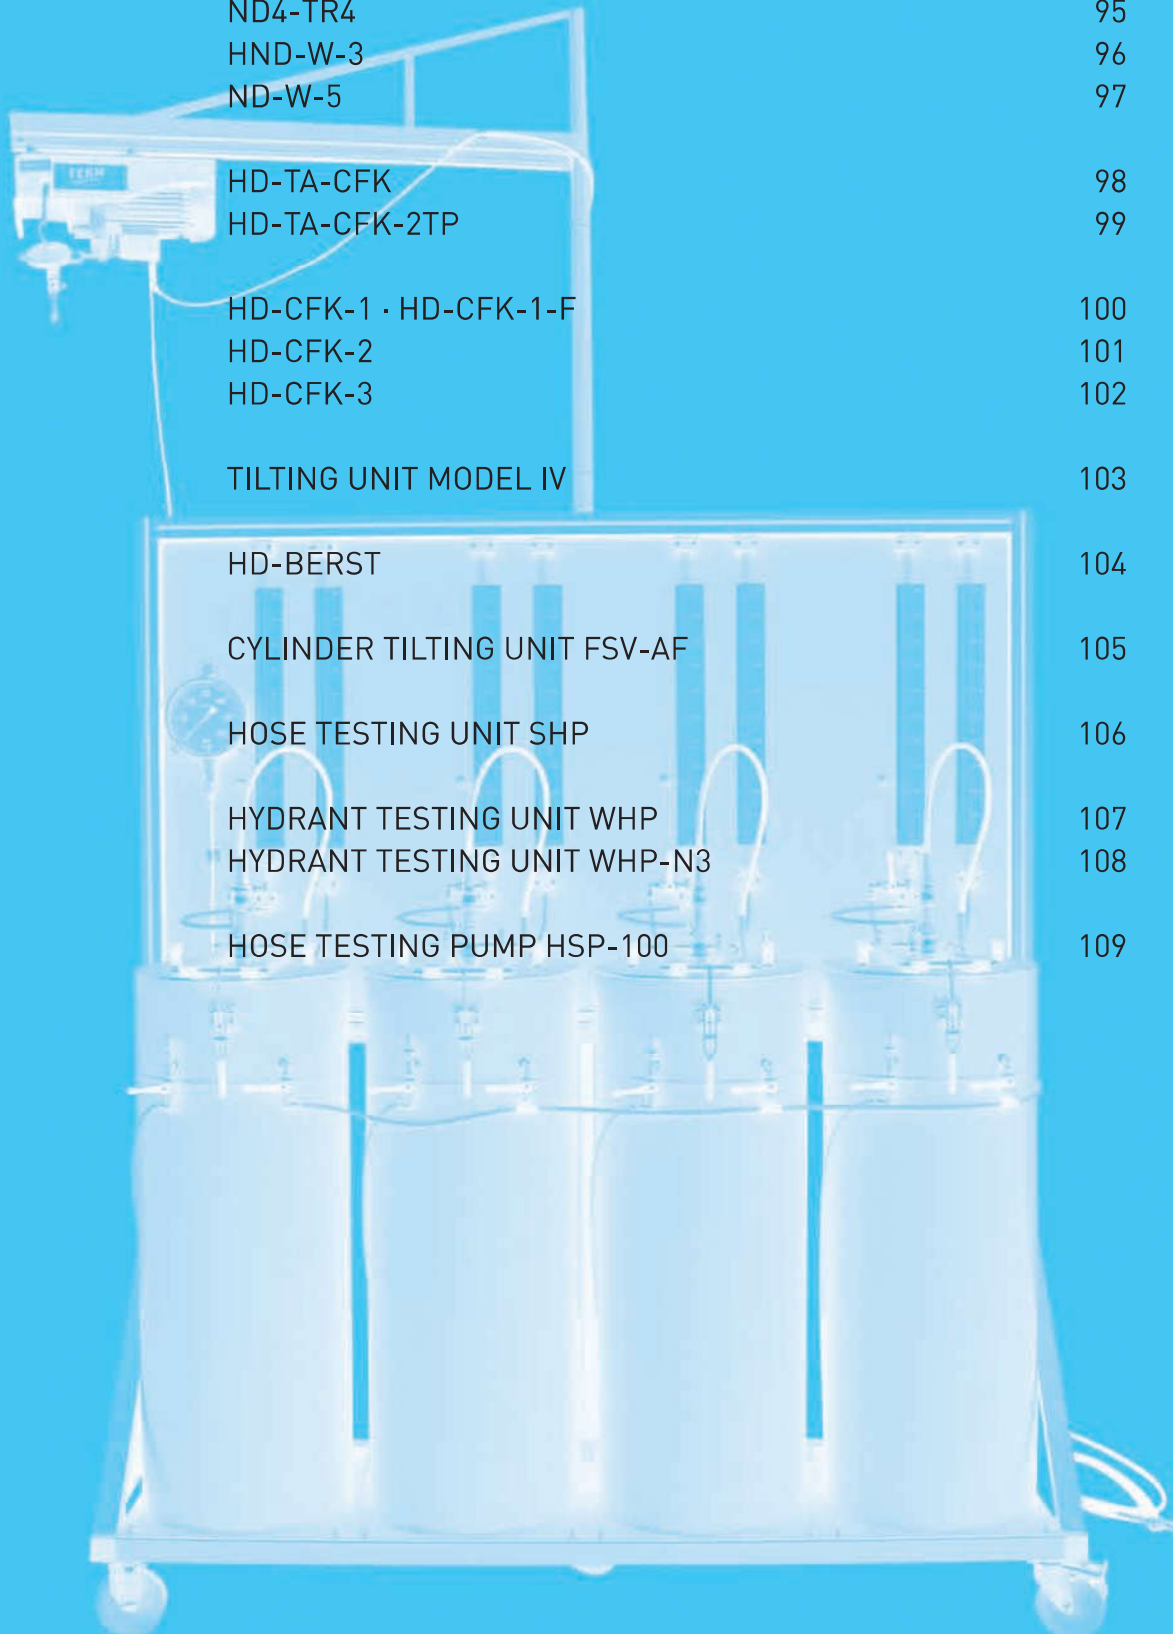 ND4-TR4 95
HND-W-3 96
ND-W-5 97
HD-TA-CFK 98
HD-TA-CFK-2TP 99
HD-CFK-1 · HD-CFK-1-F 100
HD-CFK-2 101
HD-CFK-3 102
TILTING UNIT MODEL IV 103
HD-BERST 104
CYLINDER TILTING UNIT FSV-AF 105
HOSE TESTING UNIT SHP 106
HYDRANT TESTING UNIT WHP 107
HYDRANT TESTING UNIT WHP-N3 108
HOSE TESTING PUMP HSP-100 109